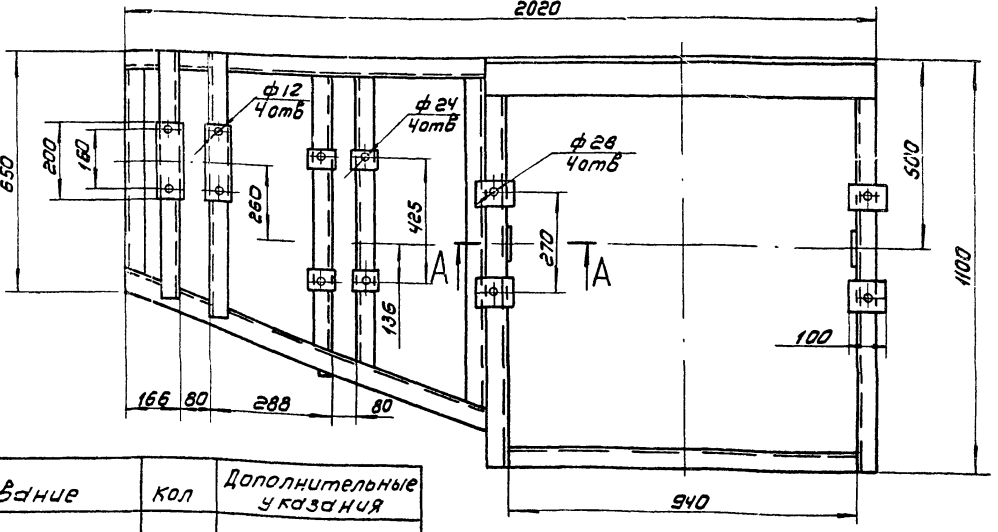 2020
ф12
4отв
ф24
4отв
ф28
4отв
650
200
160
260
425
270
500
1100
А
А
136
100
166
80
288
80
940
вание
Кол
Дополнительные
указания